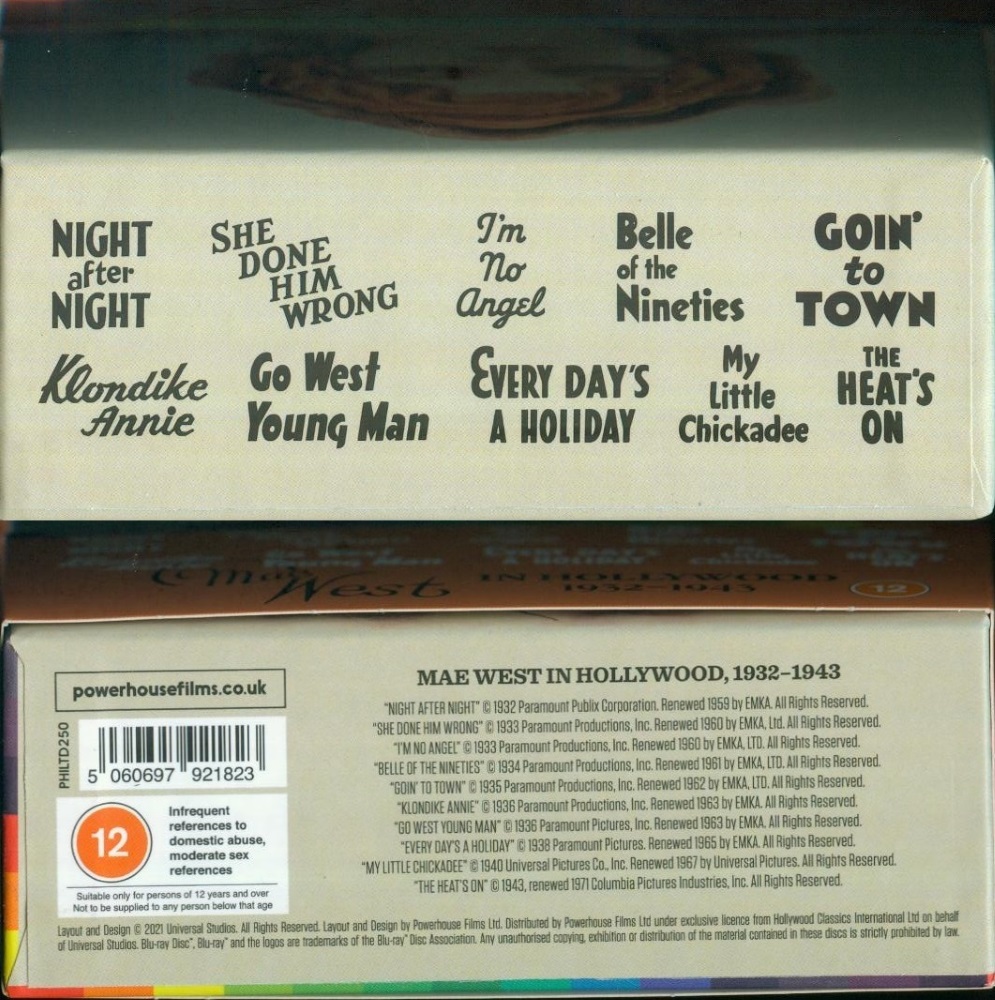 NIGHT
after
NIGHT
SHE
DONE
HIM
WRONG
I'm
No
Angel
Belle
of the
Nineties
GOIN'
to
TOWN
Klondike
Annie
Go West
Young Man
EVERY DAY'S
A HOLIDAY
My
Little
Chickadee
THE
HEAT'S
ON
Mae West IN HOLLYWOOD
1932–1943
12
powerhousefilms.co.uk
PHILTD250
5 060697 921823
12
Infrequent
references to
domestic abuse,
moderate sex
references
Suitable only for persons of 12 years and over
Not to be supplied to any person below that age
MAE WEST IN HOLLYWOOD, 1932–1943
"NIGHT AFTER NIGHT" © 1932 Paramount Publix Corporation. Renewed 1959 by EMKA. All Rights Reserved.
"SHE DONE HIM WRONG" © 1933 Paramount Productions, Inc. Renewed 1960 by EMKA, Ltd. All Rights Reserved.
"I'M NO ANGEL" © 1933 Paramount Productions, Inc. Renewed 1960 by EMKA, LTD. All Rights Reserved.
"BELLE OF THE NINETIES" © 1934 Paramount Productions, Inc. Renewed 1961 by EMKA, LTD. All Rights Reserved.
"GOIN' TO TOWN" © 1935 Paramount Productions, Inc. Renewed 1962 by EMKA, LTD. All Rights Reserved.
"KLONDIKE ANNIE" © 1936 Paramount Productions, Inc. Renewed 1963 by EMKA. All Rights Reserved.
"GO WEST YOUNG MAN" © 1936 Paramount Pictures, Inc. Renewed 1963 by EMKA. All Rights Reserved.
"EVERY DAY'S A HOLIDAY" © 1938 Paramount Pictures. Renewed 1965 by EMKA. All Rights Reserved.
"MY LITTLE CHICKADEE" © 1940 Universal Pictures Co., Inc. Renewed 1967 by Universal Pictures. All Rights Reserved.
"THE HEAT'S ON" © 1943, renewed 1971 Columbia Pictures Industries, Inc. All Rights Reserved.
Layout and Design © 2021 Universal Studios. All Rights Reserved. Layout and Design by Powerhouse Films Ltd. Distributed by Powerhouse Films Ltd under exclusive licence from Hollywood Classics International Ltd on behalf
of Universal Studios. Blu-ray Disc™, Blu-ray™ and the logos are trademarks of the Blu-ray™ Disc Association. Any unauthorised copying, exhibition or distribution of the material contained in these discs is strictly prohibited by law.